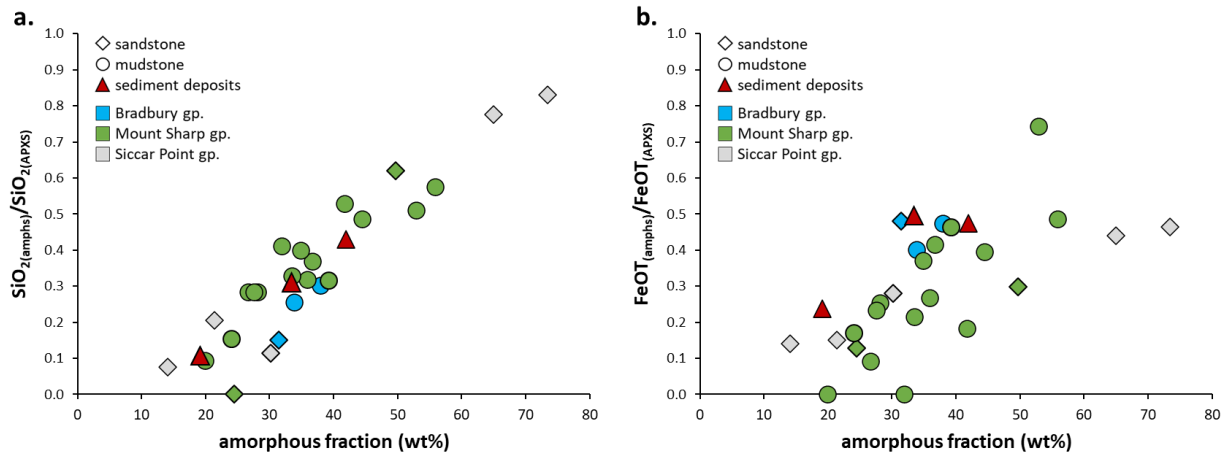 a.
SiO2(amphs)/SiO2(APXS)
1.0
0.9
0.8
0.7
0.6
0.5
0.4
0.3
0.2
0.1
0.0
sandstone
mudstone
sediment deposits
Bradbury gp.
Mount Sharp gp.
Siccar Point gp.
0 10 20 30 40 50 60 70 80
amorphous fraction (wt%)
b.
FeOT(amphs)/FeOT(APXS)
1.0
0.9
0.8
0.7
0.6
0.5
0.4
0.3
0.2
0.1
0.0
sandstone
mudstone
sediment deposits
Bradbury gp.
Mount Sharp gp.
Siccar Point gp.
0 10 20 30 40 50 60 70 80
amorphous fraction (wt%)